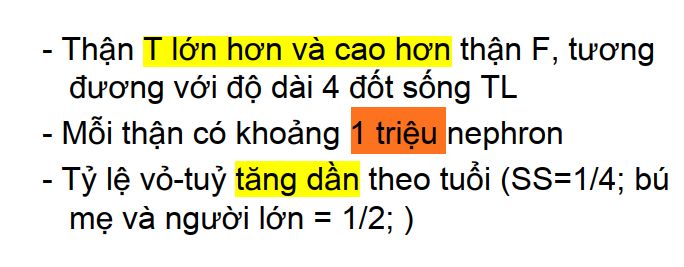 - Thận T lớn hơn và cao hơn thận F, tương
đương với độ dài 4 đốt sống TL
- Mỗi thận có khoảng 1 triệu nephron
- Tỷ lệ vỏ-tuỷ tăng dần theo tuổi (SS=1/4; bú
mẹ và người lớn = 1/2; )